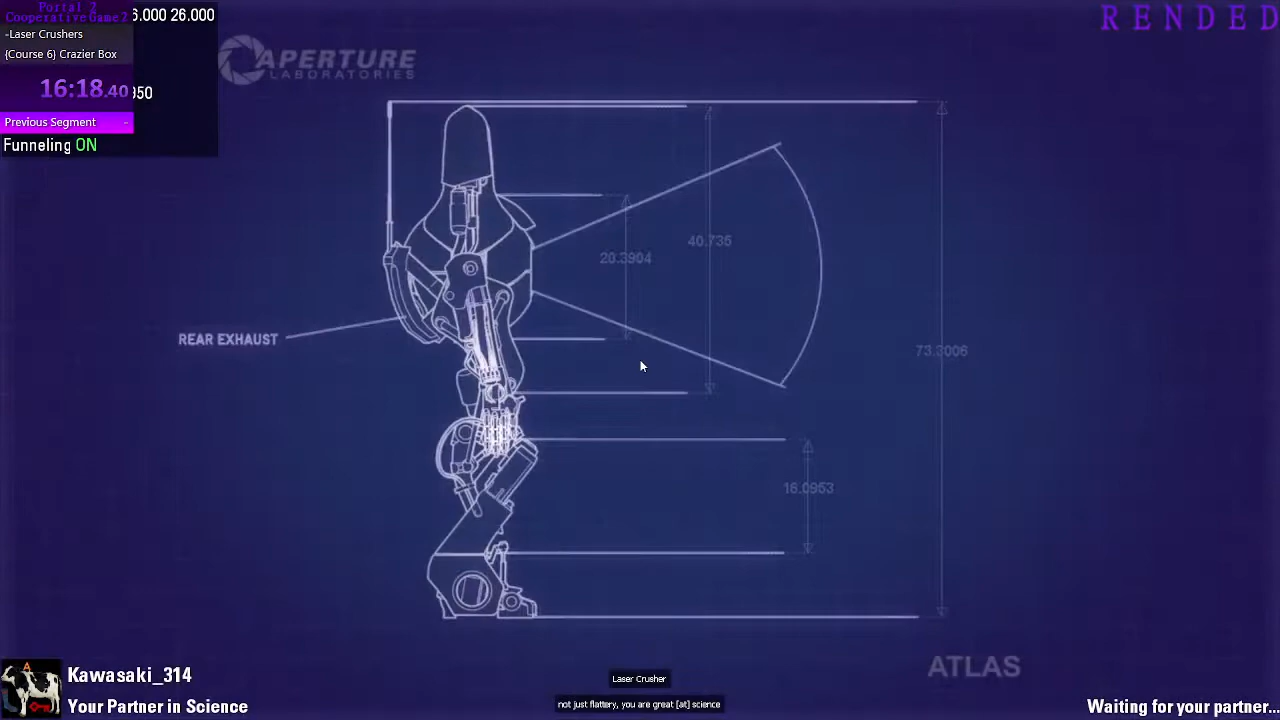 Portal 2
Cooperative Game 2
6.000 26.000
RENDED
-Laser Crushers
{Course 6} Crazier Box
APERTURE
LABORATORIES
16:18.40
950
Previous Segment -
Funneling ON
40.735
20.3904
REAR EXHAUST
73.3006
16.0953
ATLAS
Kawasaki_314
Laser Crusher
Your Partner in Science
not just flattery, you are great [at] science
Waiting for your partner...